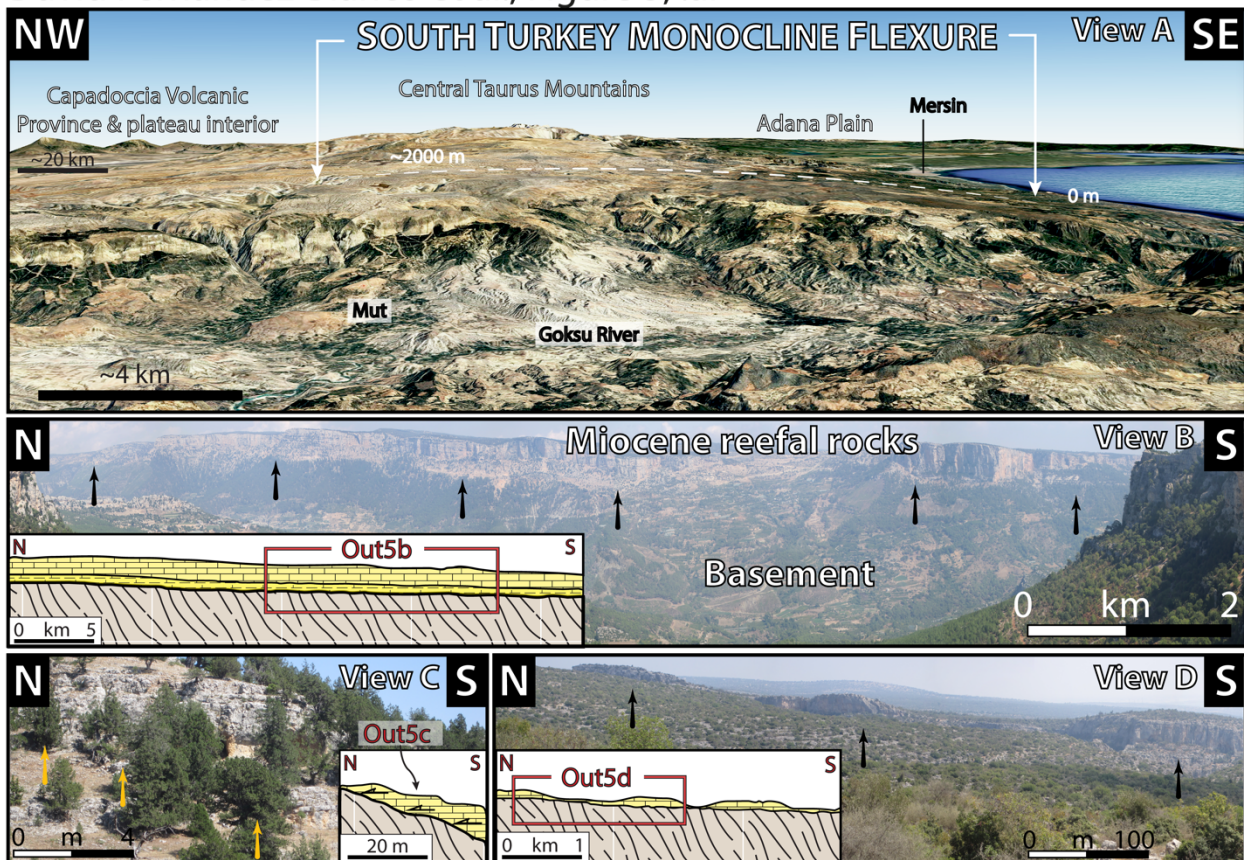 NW
SOUTH TURKEY MONOCLINE FLEXURE
View A
SE
Capadoccia Volcanic
Province & plateau interior
Central Taurus Mountains
Mersin
Adana Plain
~20 km
~2000 m
0 m
Mut
Goksu River
~4 km
N
Miocene reefal rocks
View B
S
N
Out5b
S
Basement
0 km 5
0 km 2
N
View C
S
Out5c
N
S
0 m 4
20 m
N
View D
S
N
Out5d
S
0 km 1
0 m 100